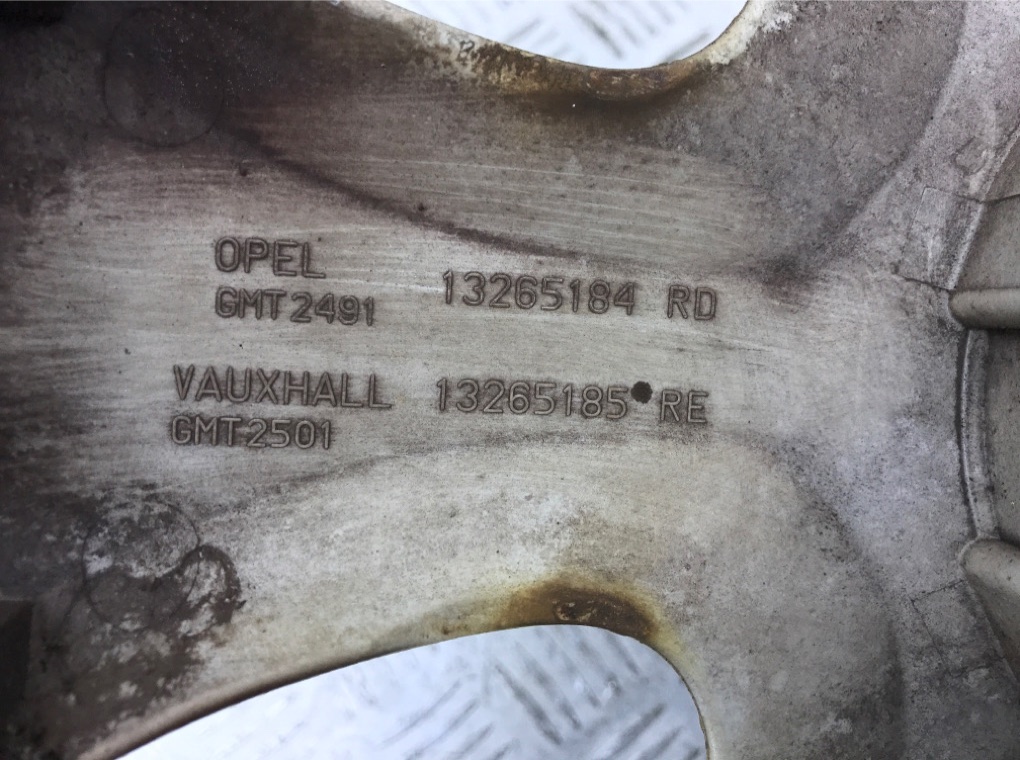 OPEL
GMT2491
13265184 RD
VAUXHALL
GMT2501
13265185 RE